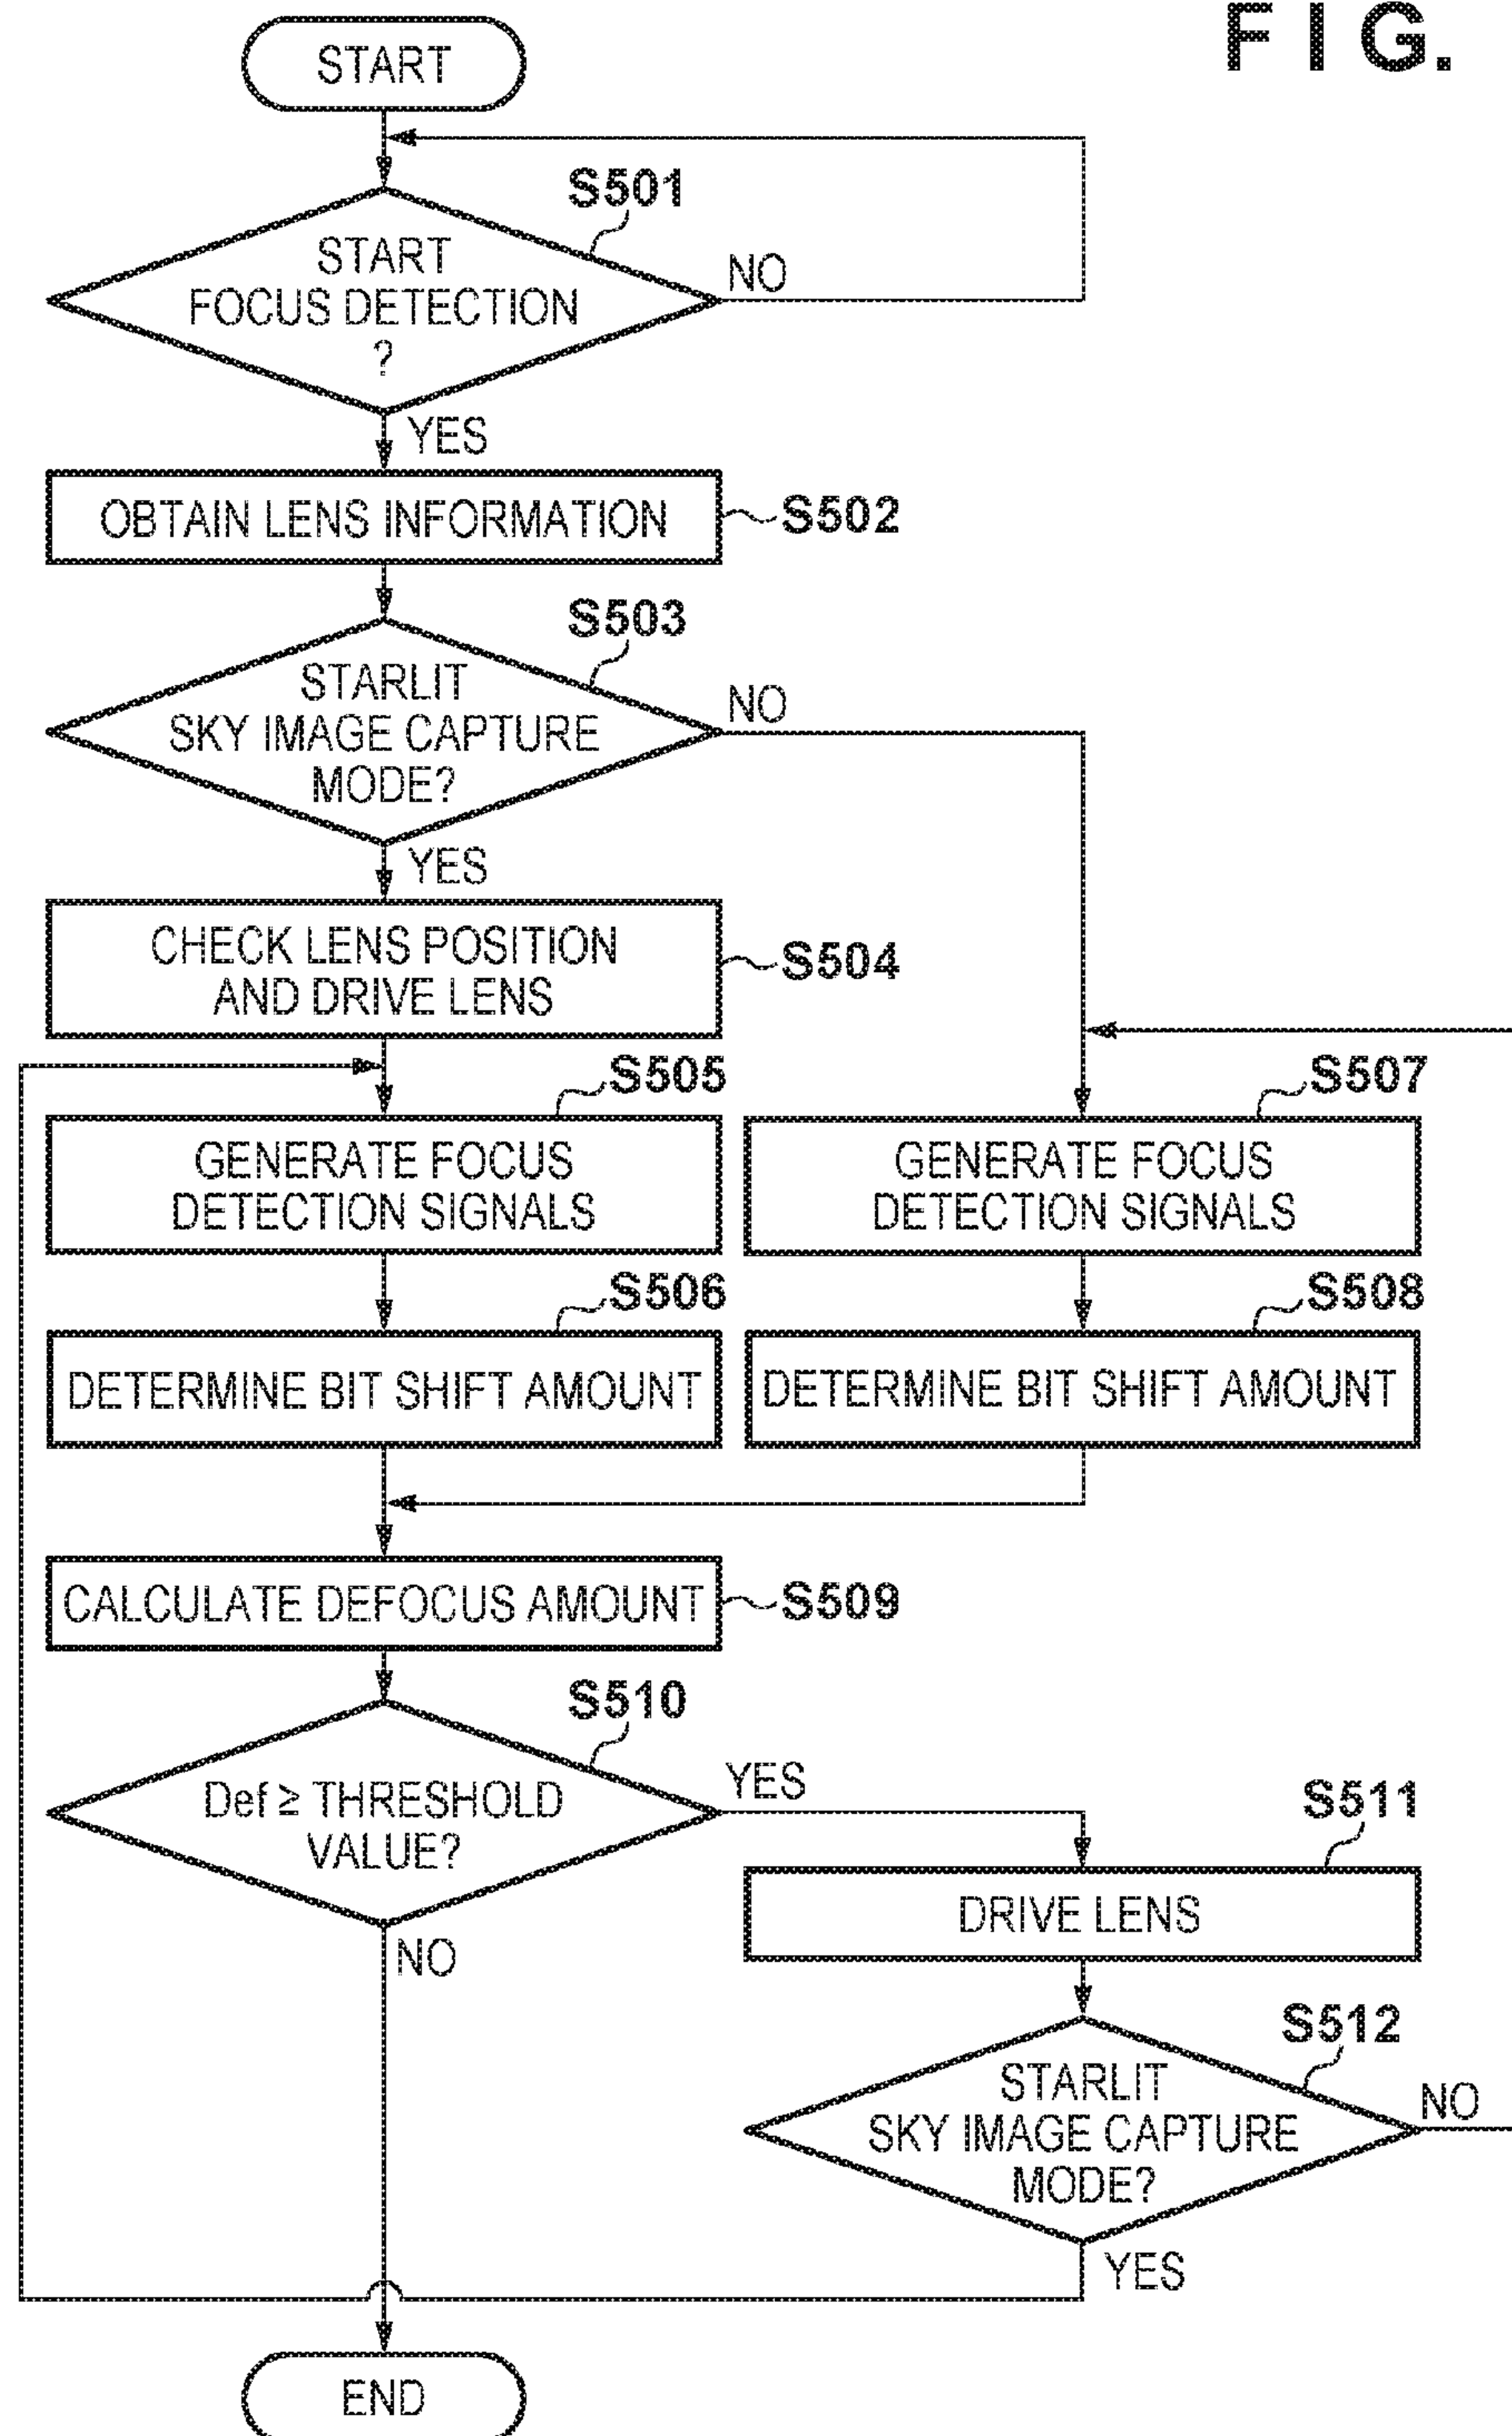 FIG.
START
S501
START
FOCUS DETECTION
?
NO
YES
OBTAIN LENS INFORMATION
S502
S503
STARLIT
SKY IMAGE CAPTURE
MODE?
NO
YES
CHECK LENS POSITION
AND DRIVE LENS
S504
S505
GENERATE FOCUS
DETECTION SIGNALS
S507
GENERATE FOCUS
DETECTION SIGNALS
S506
DETERMINE BIT SHIFT AMOUNT
S508
DETERMINE BIT SHIFT AMOUNT
CALCULATE DEFOCUS AMOUNT
S509
S510
Def ≥ THRESHOLD
VALUE?
YES
NO
S511
DRIVE LENS
S512
STARLIT
SKY IMAGE CAPTURE
MODE?
NO
YES
END